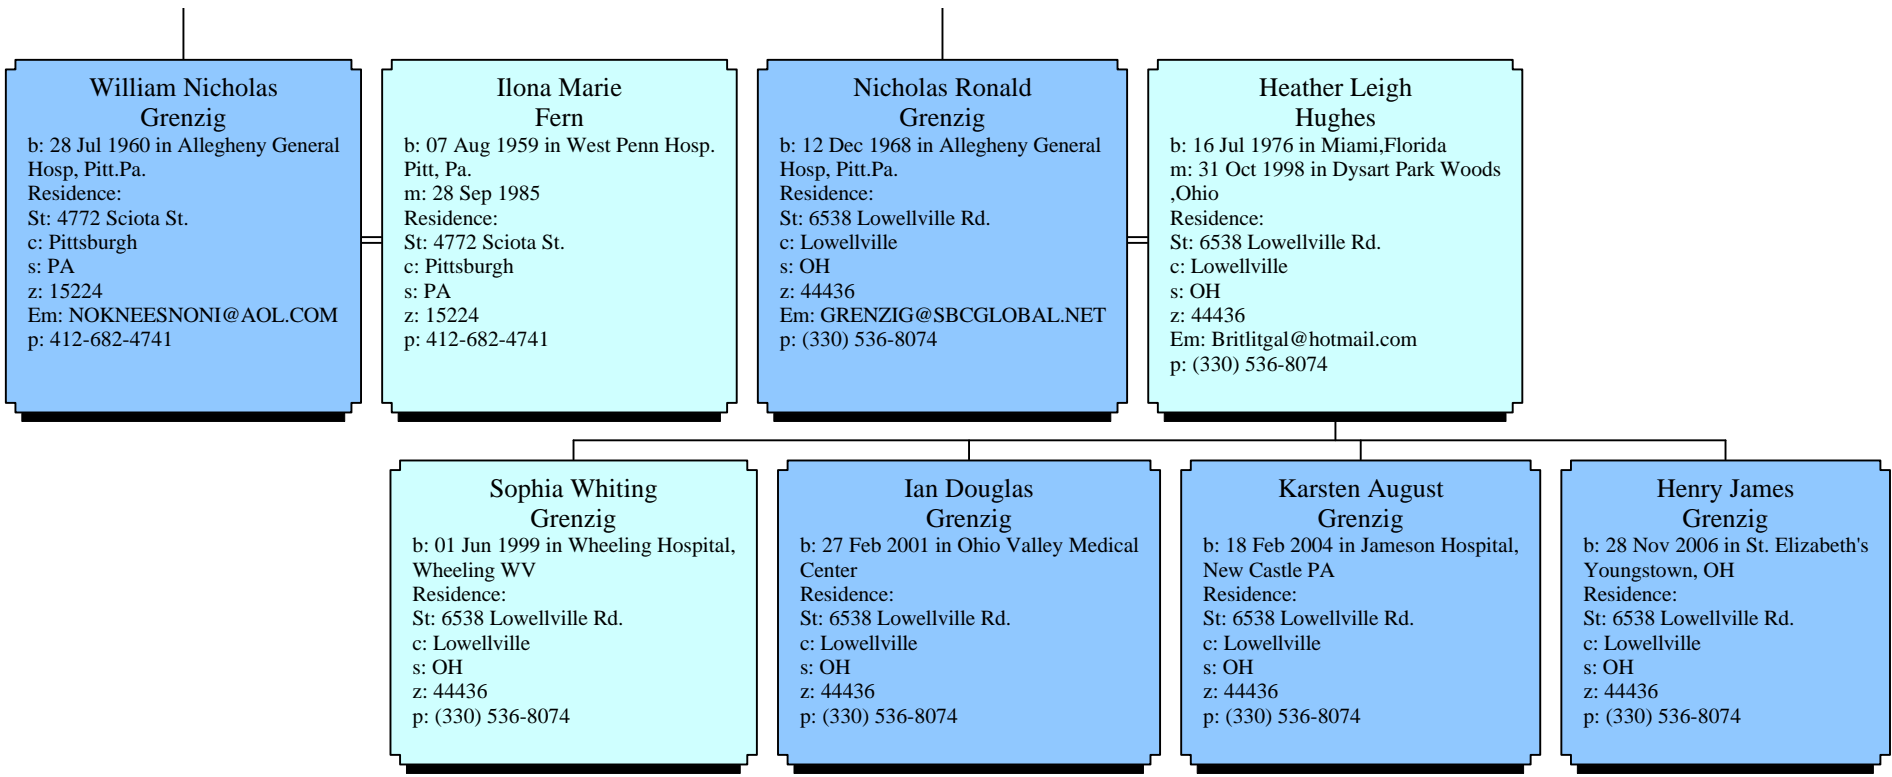 William Nicholas
Grenzig
b: 28 Jul 1960 in Allegheny General
Hosp, Pitt.Pa.
Residence:
St: 4772 Sciota St.
c: Pittsburgh
s: PA
z: 15224
Em: NOKNEESNONI@AOL.COM
p: 412-682-4741
Ilona Marie
Fern
b: 07 Aug 1959 in West Penn Hosp.
Pitt, Pa.
m: 28 Sep 1985
Residence:
St: 4772 Sciota St.
c: Pittsburgh
s: PA
z: 15224
p: 412-682-4741
Nicholas Ronald
Grenzig
b: 12 Dec 1968 in Allegheny General
Hosp, Pitt.Pa.
Residence:
St: 6538 Lowellville Rd.
c: Lowellville
s: OH
z: 44436
Em: GRENZIG@SBCGLOBAL.NET
p: (330) 536-8074
Heather Leigh
Hughes
b: 16 Jul 1976 in Miami,Florida
m: 31 Oct 1998 in Dysart Park Woods
,Ohio
Residence:
St: 6538 Lowellville Rd.
c: Lowellville
s: OH
z: 44436
Em: Britlitgal@hotmail.com
p: (330) 536-8074
Sophia Whiting
Grenzig
b: 01 Jun 1999 in Wheeling Hospital,
Wheeling WV
Residence:
St: 6538 Lowellville Rd.
c: Lowellville
s: OH
z: 44436
p: (330) 536-8074
Ian Douglas
Grenzig
b: 27 Feb 2001 in Ohio Valley Medical
Center
Residence:
St: 6538 Lowellville Rd.
c: Lowellville
s: OH
z: 44436
p: (330) 536-8074
Karsten August
Grenzig
b: 18 Feb 2004 in Jameson Hospital,
New Castle PA
Residence:
St: 6538 Lowellville Rd.
c: Lowellville
s: OH
z: 44436
p: (330) 536-8074
Henry James
Grenzig
b: 28 Nov 2006 in St. Elizabeth's
Youngstown, OH
Residence:
St: 6538 Lowellville Rd.
c: Lowellville
s: OH
z: 44436
p: (330) 536-8074